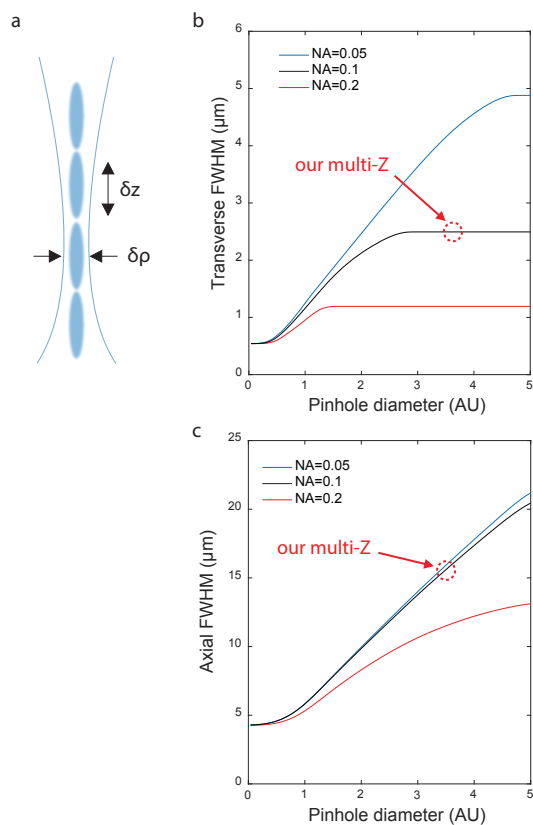 a
δz
δρ
b
NA=0.05
NA=0.1
NA=0.2
our multi-Z
Transverse FWHM (µm)
6
5
4
3
2
1
0
0 1 2 3 4 5
Pinhole diameter (AU)
c
NA=0.05
NA=0.1
NA=0.2
our multi-Z
Axial FWHM (µm)
25
20
15
10
5
0
0 1 2 3 4 5
Pinhole diameter (AU)